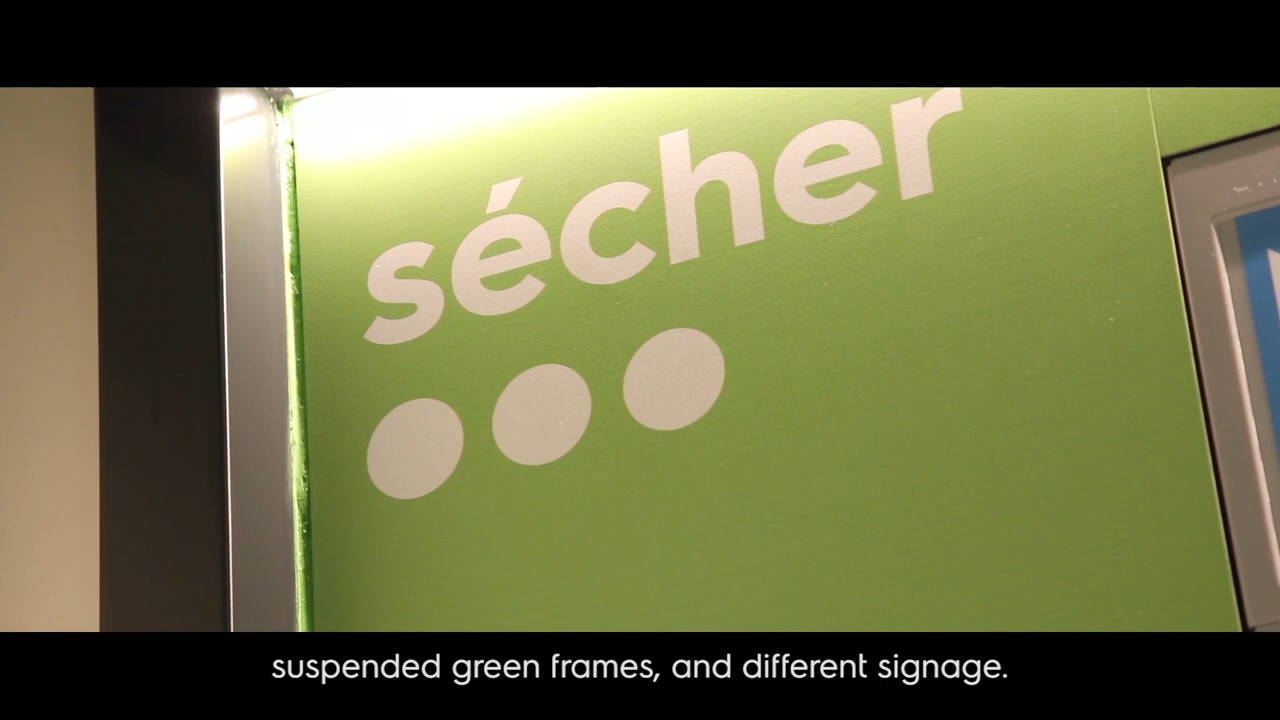 sécher
suspended green frames, and different signage.